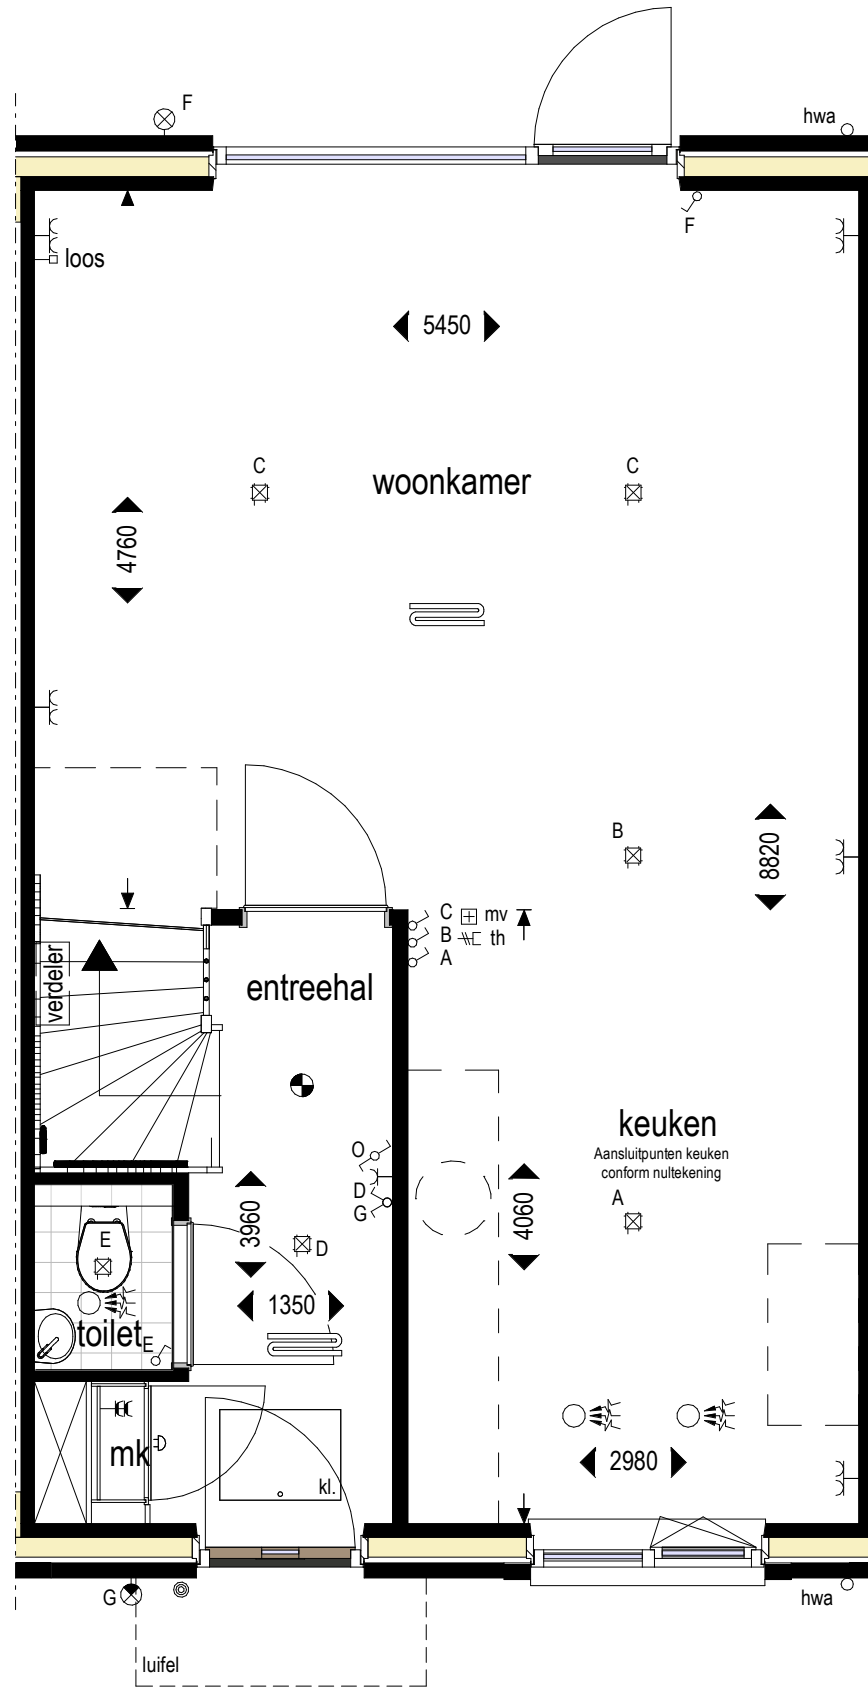 F
hwa
F
loos
5450
C
woonkamer
C
4760
B
8820
C mv
B th
A
verdeler
entreehal
keuken
Aansluitpunten keuken
conform nultekening
O
D
G
A
3960
4060
E
D
1350
toilet
E
mk
kl.
2980
G
hwa
luifel